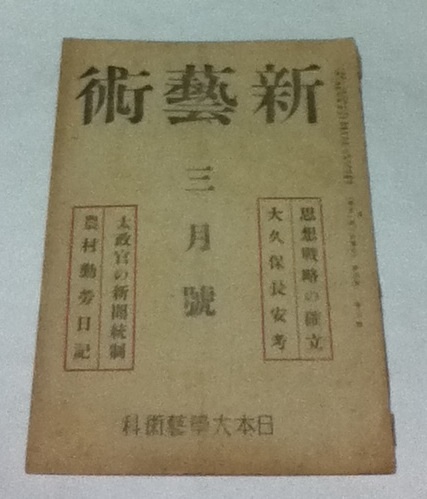 新藝術
三月號
思想戰略の確立
大久保長安考
太政官の新聞統制
農村勤勞日記
日本大學藝術科